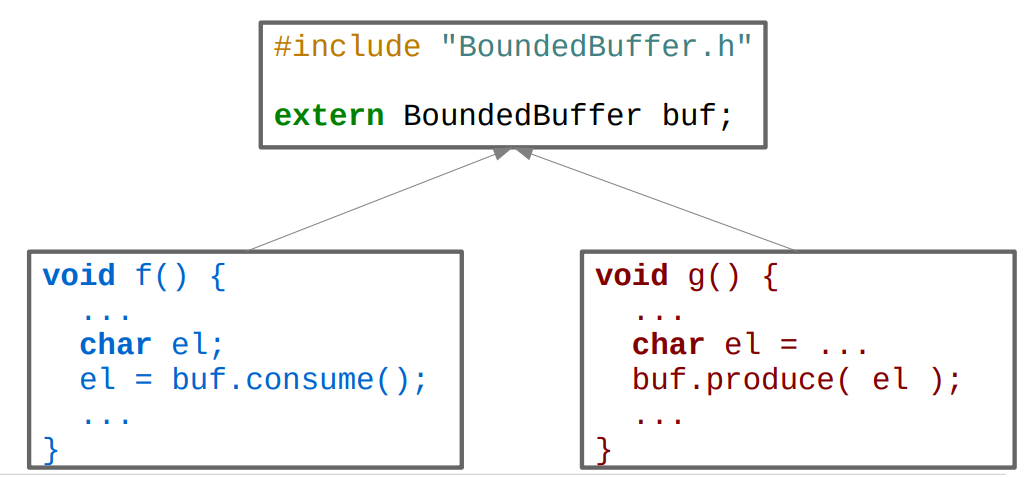 #include "BoundedBuffer.h"
extern BoundedBuffer buf;
void f() {
...
char el;
el = buf.consume();
...
}
void g() {
...
char el = ...
buf.produce( el );
...
}